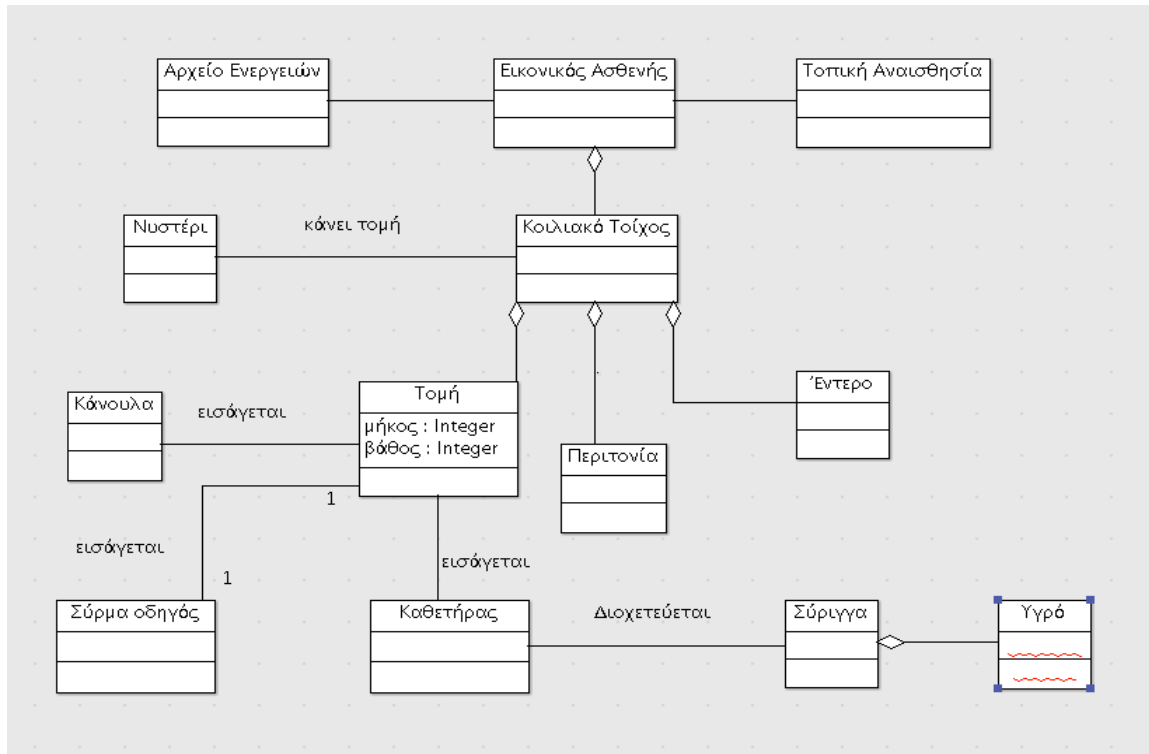 Αρχείο Ενεργειών
Εικονικός Ασθενής
Τοπική Αναισθησία
Νυστέρι
κάνει τομή
Κοιλιακό Τοίχος
Τομή
μήκος : Integer
βάθος : Integer
Έντερο
Κάνουλα
εισάγεται
Περιτονία
1
εισάγεται
εισάγεται
1
Σύρμα οδηγός
Καθετήρας
Διοχετεύεται
Σύριγγα
Υγρό